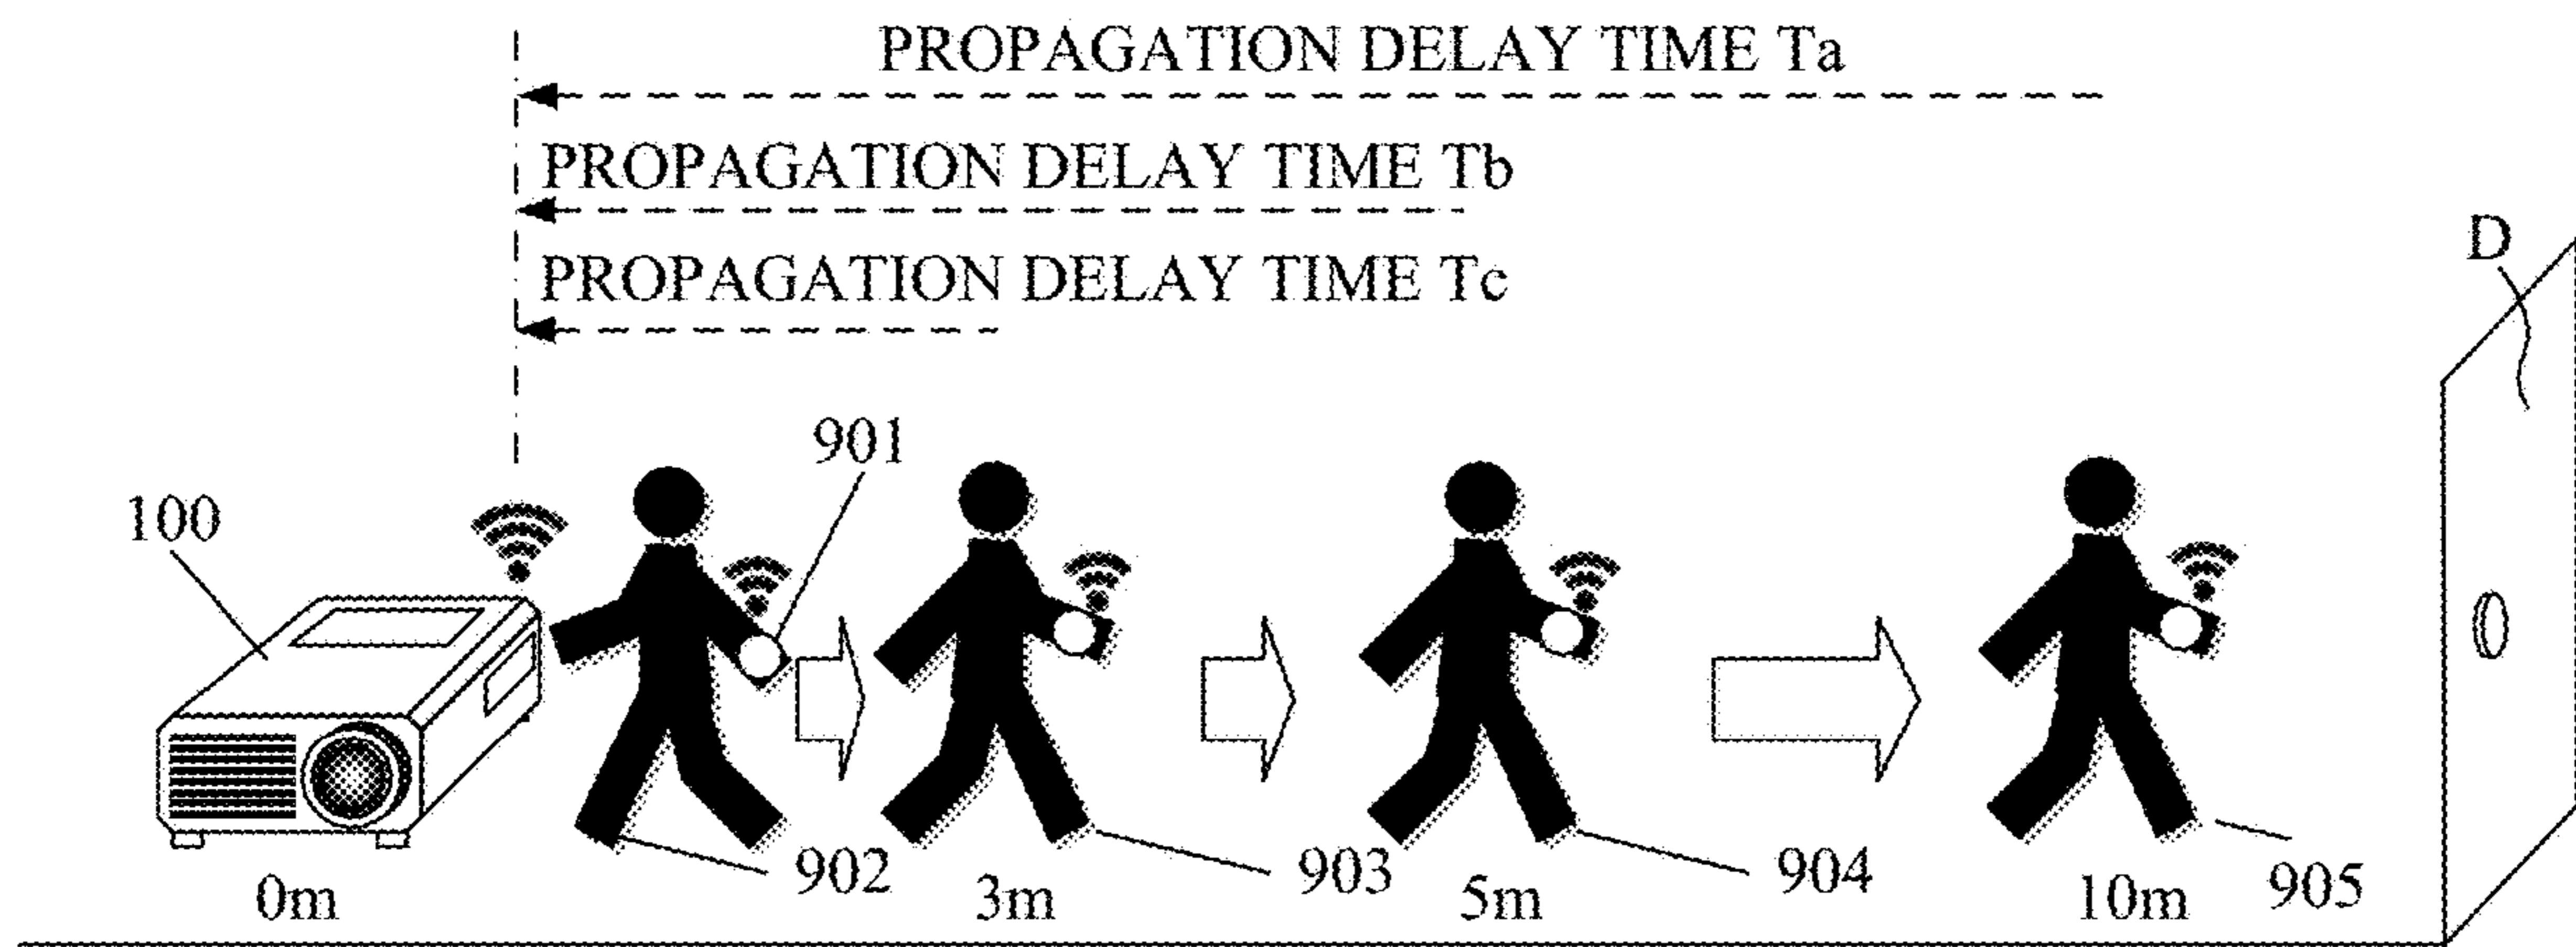 PROPAGATION DELAY TIME Ta
PROPAGATION DELAY TIME Tb
D
PROPAGATION DELAY TIME Tc
901
100
902
903
904
905
0m
3m
5m
10m